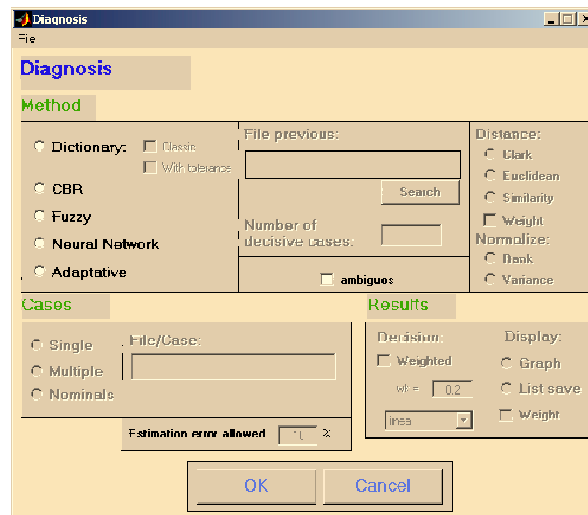 Diagnosis
File
Diagnosis
Method
Dictionary:
Classic
With tolerance
CBR
Fuzzy
Neural Network
Adaptative
File previous:
Search
Number of
decisive cases:
ambiguos
Distance:
Clark
Euclidean
Similarity
Weight
Normalize:
Variance
Cases
Single
Multiple
Nominals
File/Case:
Estimation error allowed
%
Results
Decision:
Weighted
wk = 0.2
Display:
Graph
List save
Weight
OK
Cancel